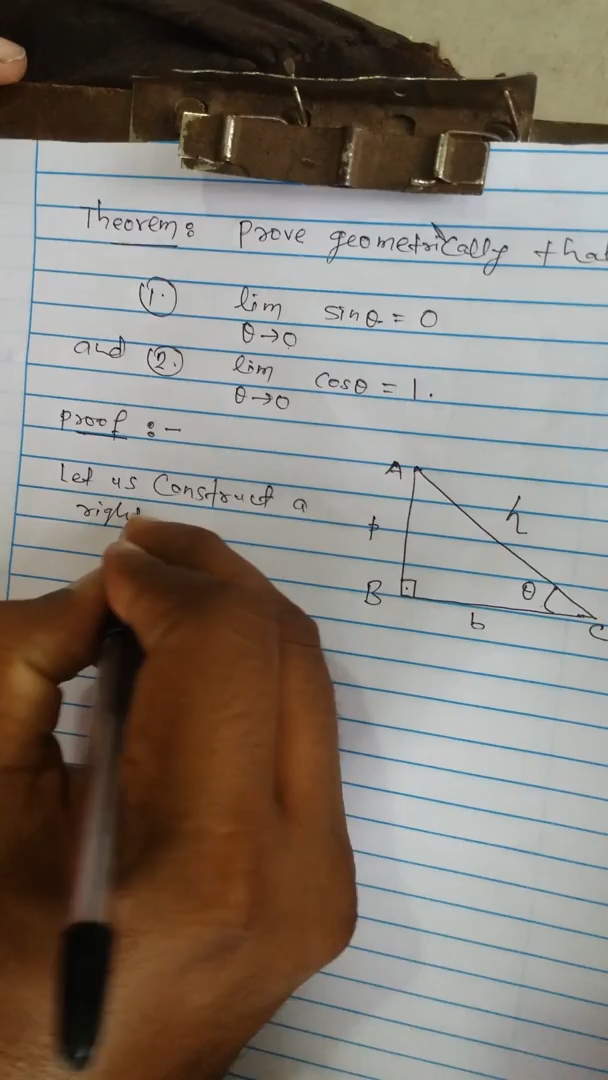 Theorem: Prove geometrically that
1. lim sinθ = 0
θ→0
and 2. lim cosθ = 1.
θ→0
Proof :-
Let us Construct a
A
h
p
B
θ
b
C